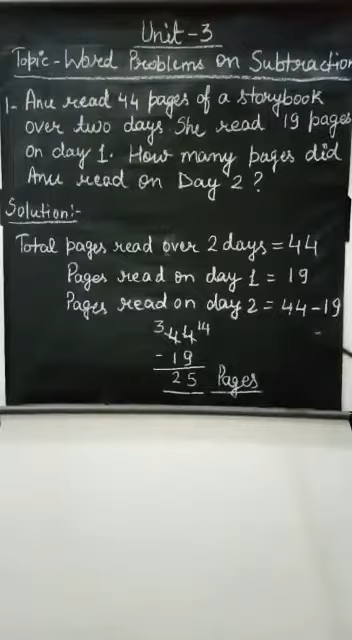 Unit-3
Topic-Word Problems on Subtraction
1- Anu read 44 pages of a storybook
over two days. She read 19 pages
on day 1. How many pages did
Anu read on Day 2?
Solution:-
Total pages read over 2 days = 44
Pages read on day 1 = 19
Pages read on day 2 = 44-19
3 44 14
- 19
25 Pages